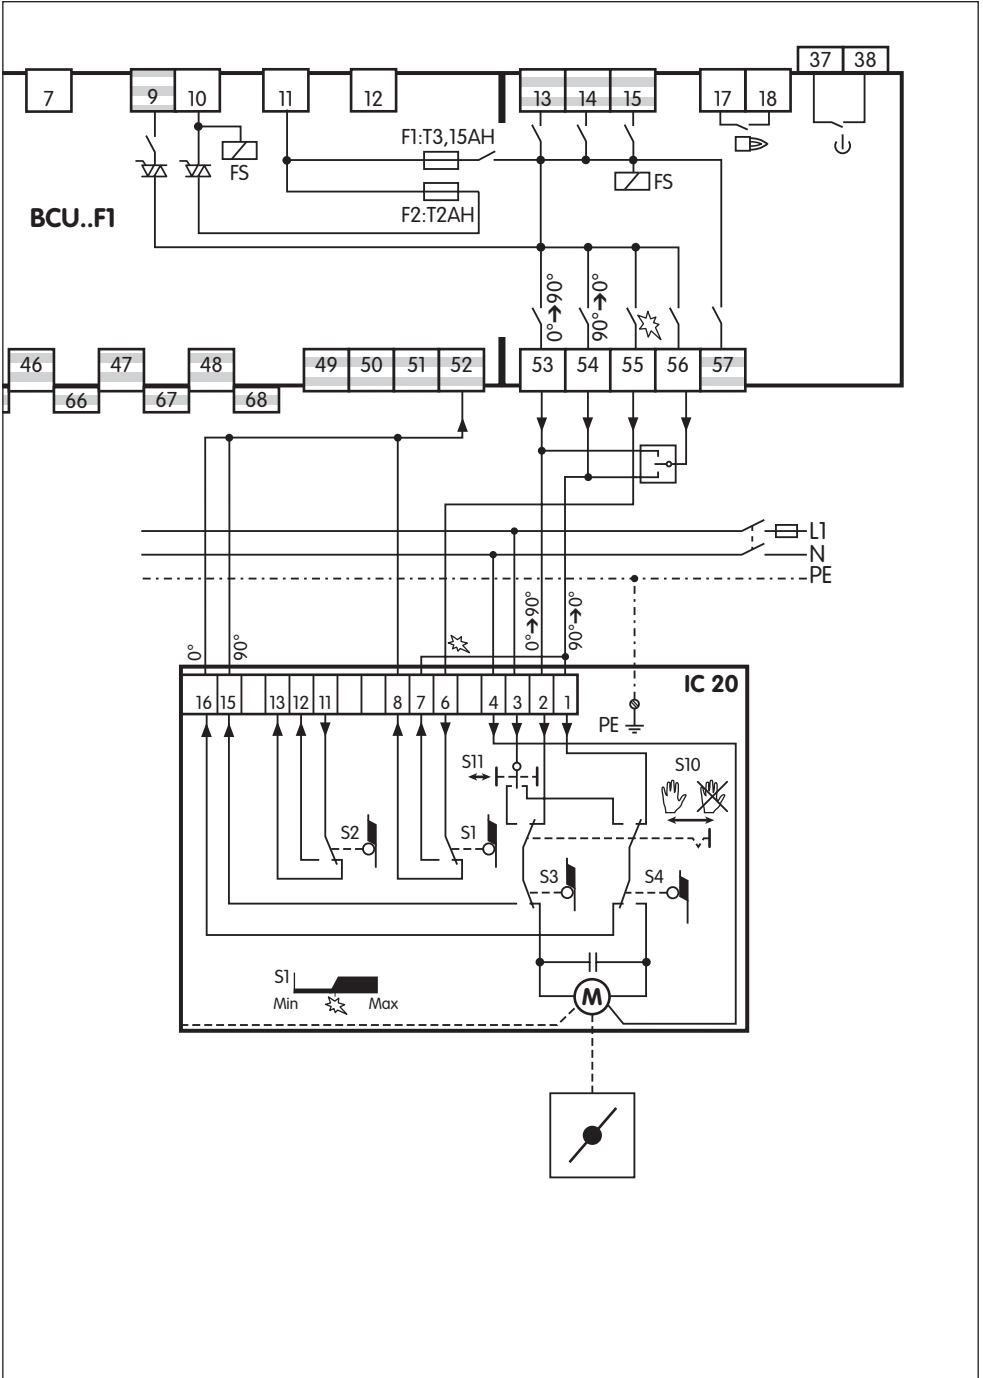 37 38
7 9 10 11 12 13 14 15 17 18
F1:T3,15AH
FS
FS
F2:T2AH
BCU..F1
0°➔90°
90°➔0°
46 47 48 49 50 51 52 53 54 55 56 57
66 67 68
L1
N
PE
0°
90°
0°➔90°
90°➔0°
IC 20
16 15 13 12 11 8 7 6 4 3 2 1
PE
S11
S10
S2
S1
S3
S4
S1
Min Max
M